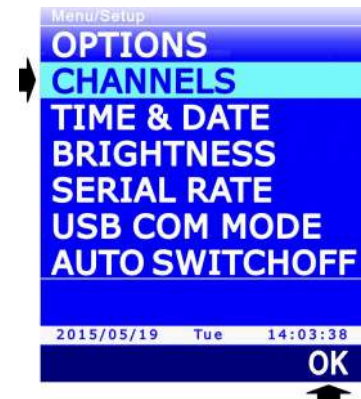 Menu/Setup
OPTIONS
CHANNELS
TIME & DATE
BRIGHTNESS
SERIAL RATE
USB COM MODE
AUTO SWITCHOFF
2015/05/19 Tue 14:03:38
OK